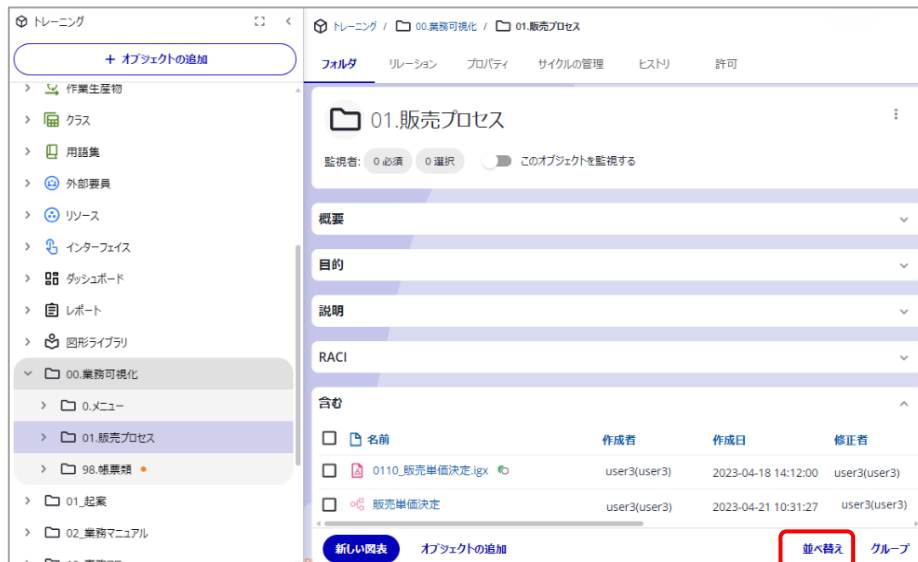 トレーニング
トレーニング / 00.業務可視化 / 01.販売プロセス
+ オブジェクトの追加
フォルダ リレーション プロパティ サイクルの管理 ヒストリ 許可
作業生産物
クラス
用語集
外部要員
リソース
インターフェイス
ダッシュボード
レポート
図形ライブラリ
00.業務可視化
0.メニュー
01.販売プロセス
98.帳票類
01_起案
02_業務マニュアル
01.販売プロセス
監視者: 0 必須 0 選択 このオブジェクトを監視する
概要
目的
説明
RACI
含む
名前 作成者 作成日 修正者
0110_販売単価決定.igx user3(user3) 2023-04-18 14:12:00 user3(user3)
販売単価決定 user3(user3) 2023-04-21 10:31:27 user3(user3)
新しい図表 オブジェクトの追加 並べ替え グループ